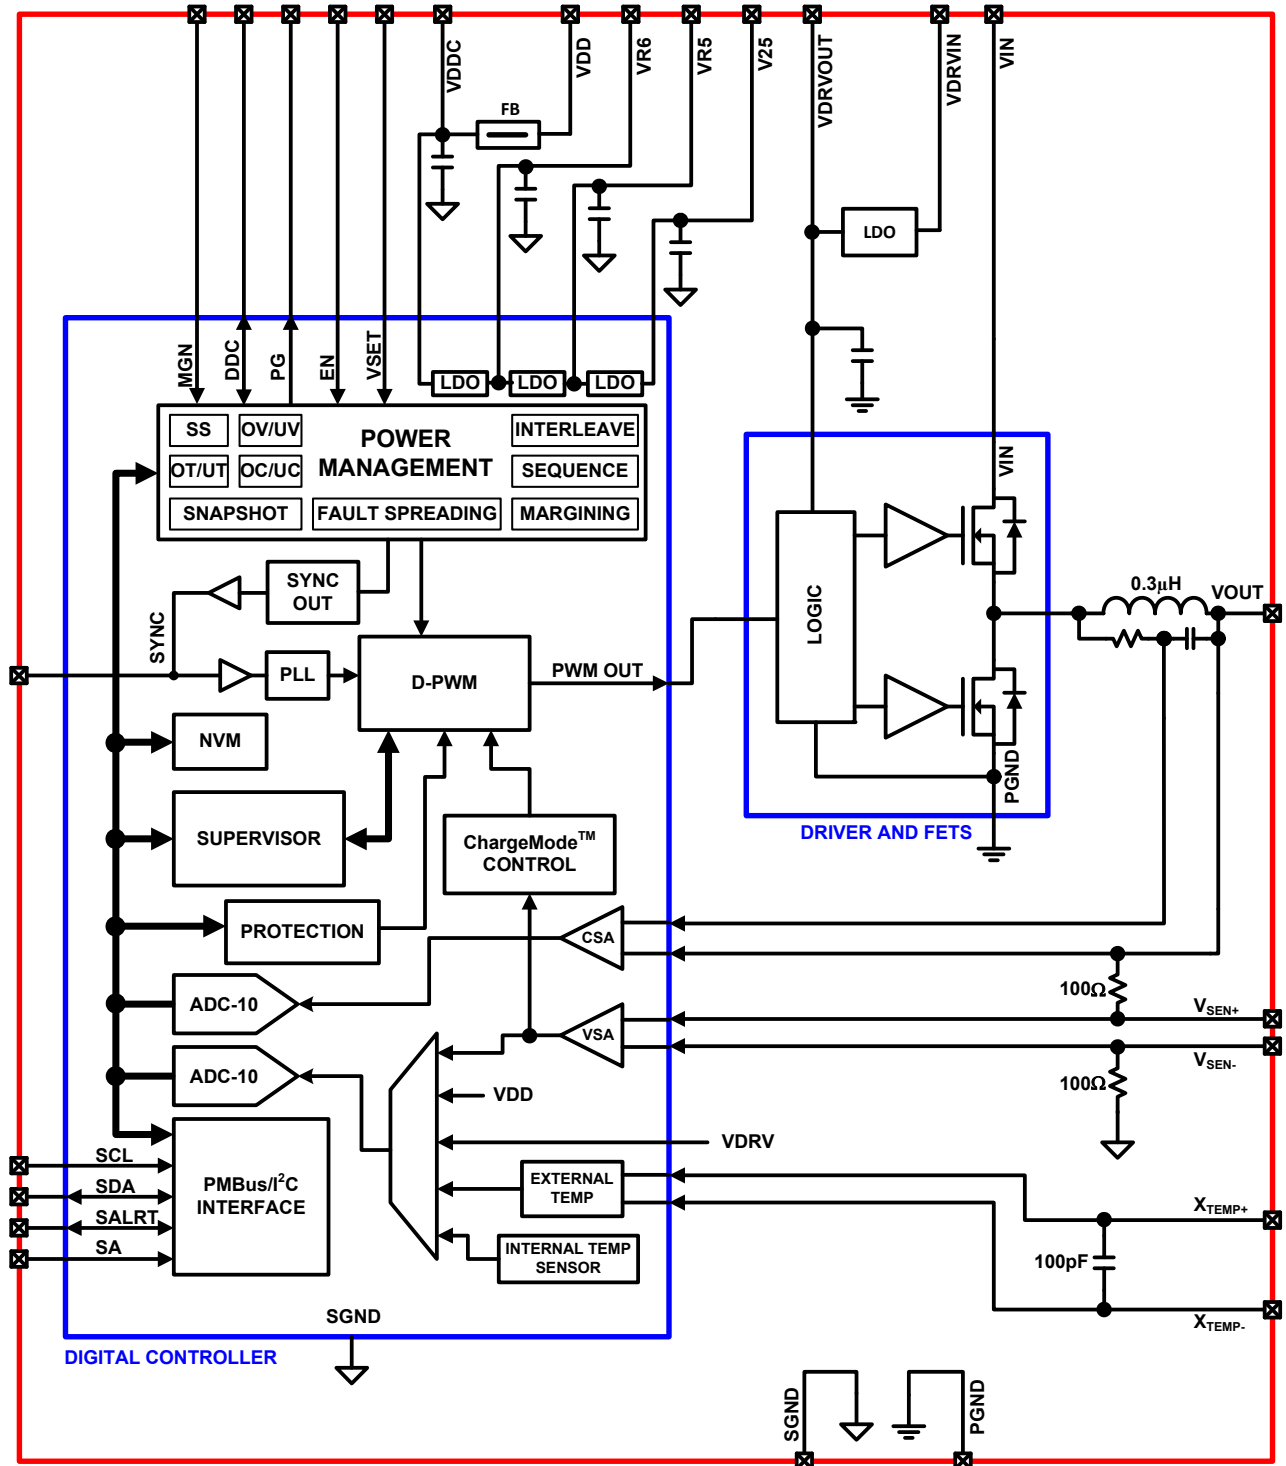 VDDC
VDD
VR6
VR5
V25
VDRVOUT
VDRVIN
VIN
FB
LDO
MGN
DDC
PG
EN
VSET
LDO
LDO
LDO
SS
OV/UV
POWER
MANAGEMENT
INTERLEAVE
OT/UT
OC/UC
SEQUENCE
SNAPSHOT
FAULT SPREADING
MARGINING
VIN
SYNC
OUT
SYNC
PLL
D-PWM
PWM OUT
LOGIC
0.3µH
VOUT
NVM
SUPERVISOR
PGND
DRIVER AND FETS
ChargeMode™
CONTROL
PROTECTION
CSA
ADC-10
100Ω
VSEN+
VSA
VSEN-
ADC-10
100Ω
VDD
VDRV
SCL
SDA
SALRT
SA
PMBus/I²C
INTERFACE
EXTERNAL
TEMP
XTEMP+
INTERNAL TEMP
SENSOR
100pF
XTEMP-
SGND
DIGITAL CONTROLLER
SGND
PGND